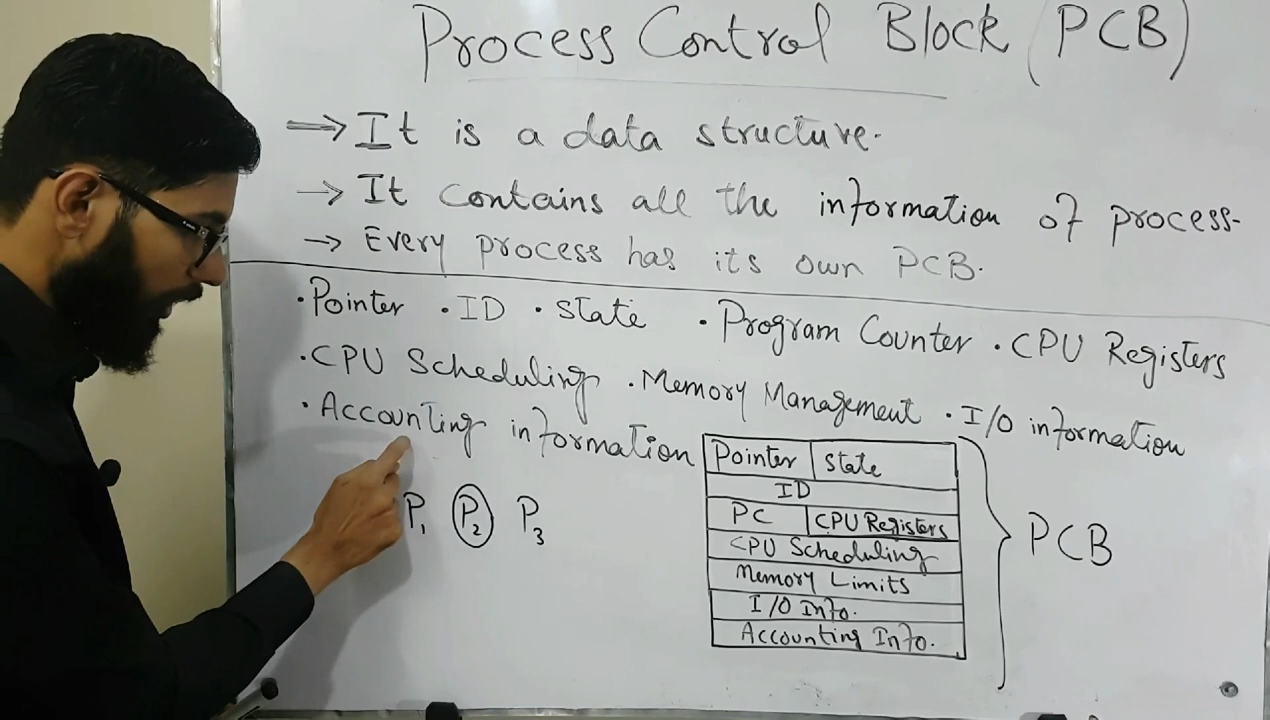 Process Control Block (PCB)
⇒ It is a data structure.
→ It contains all the information of process.
→ Every process has its own PCB.
· Pointer · ID · State · Program Counter · CPU Registers
· CPU Scheduling · Memory Management · I/O information
· Accounting information
P1 P2 P3
Pointer State
ID
PC CPU Registers
CPU Scheduling
Memory Limits
I/O Info.
Accounting Info.
PCB